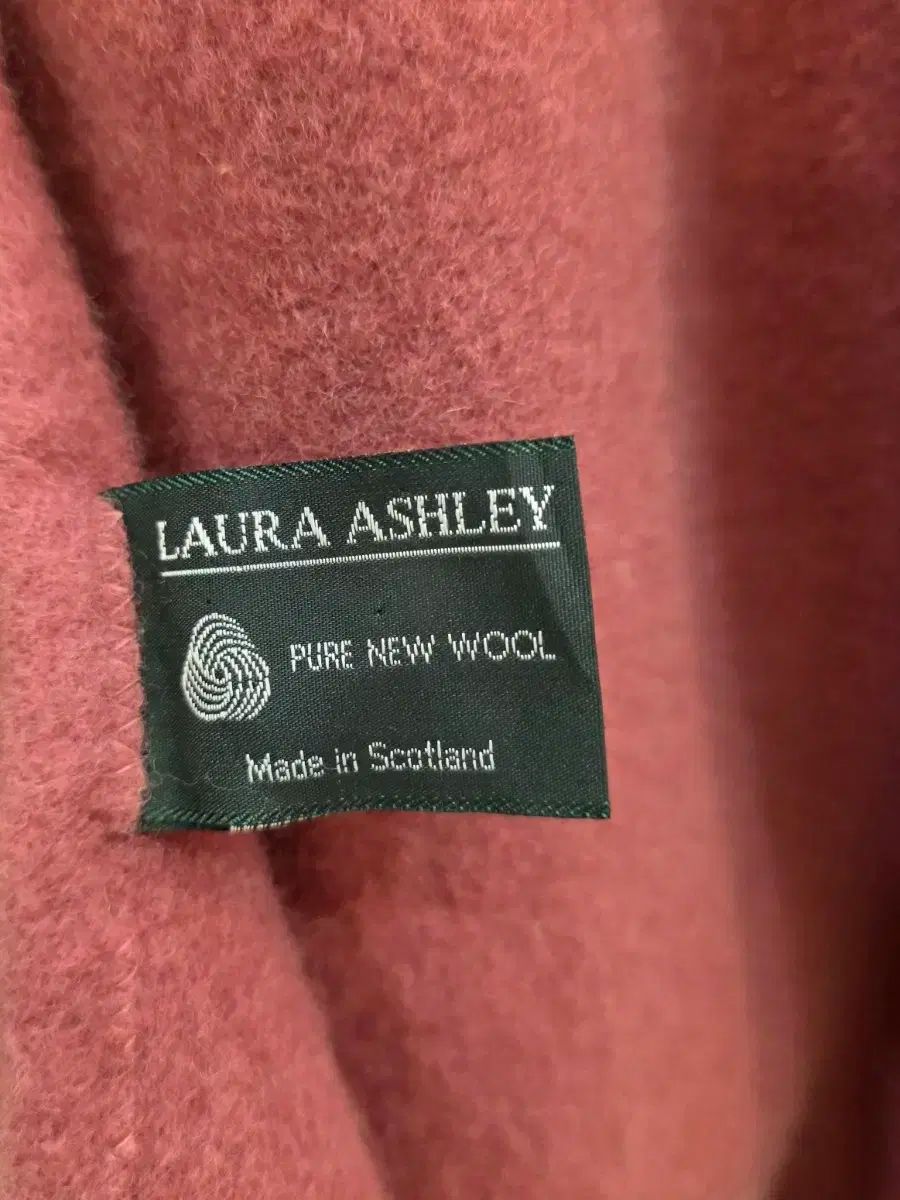 LAURA ASHLEY
PURE NEW WOOL
Made in Scotland